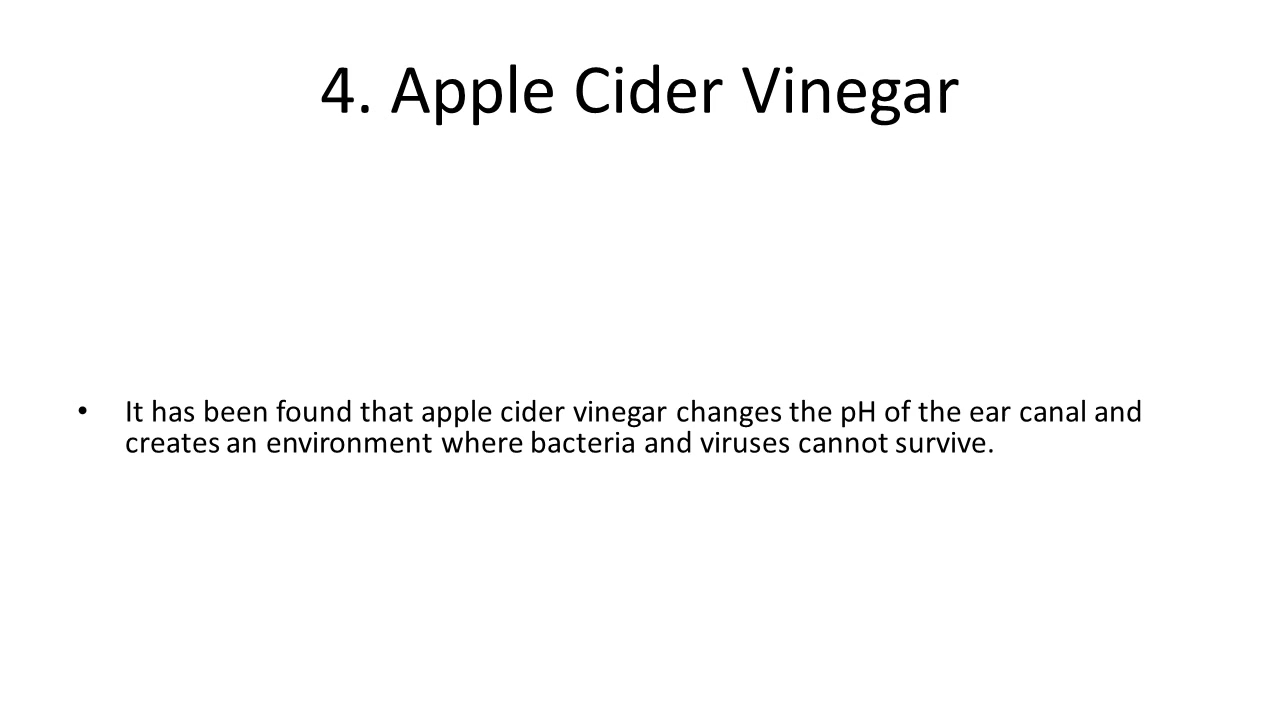 4. Apple Cider Vinegar
• It has been found that apple cider vinegar changes the pH of the ear canal and
creates an environment where bacteria and viruses cannot survive.